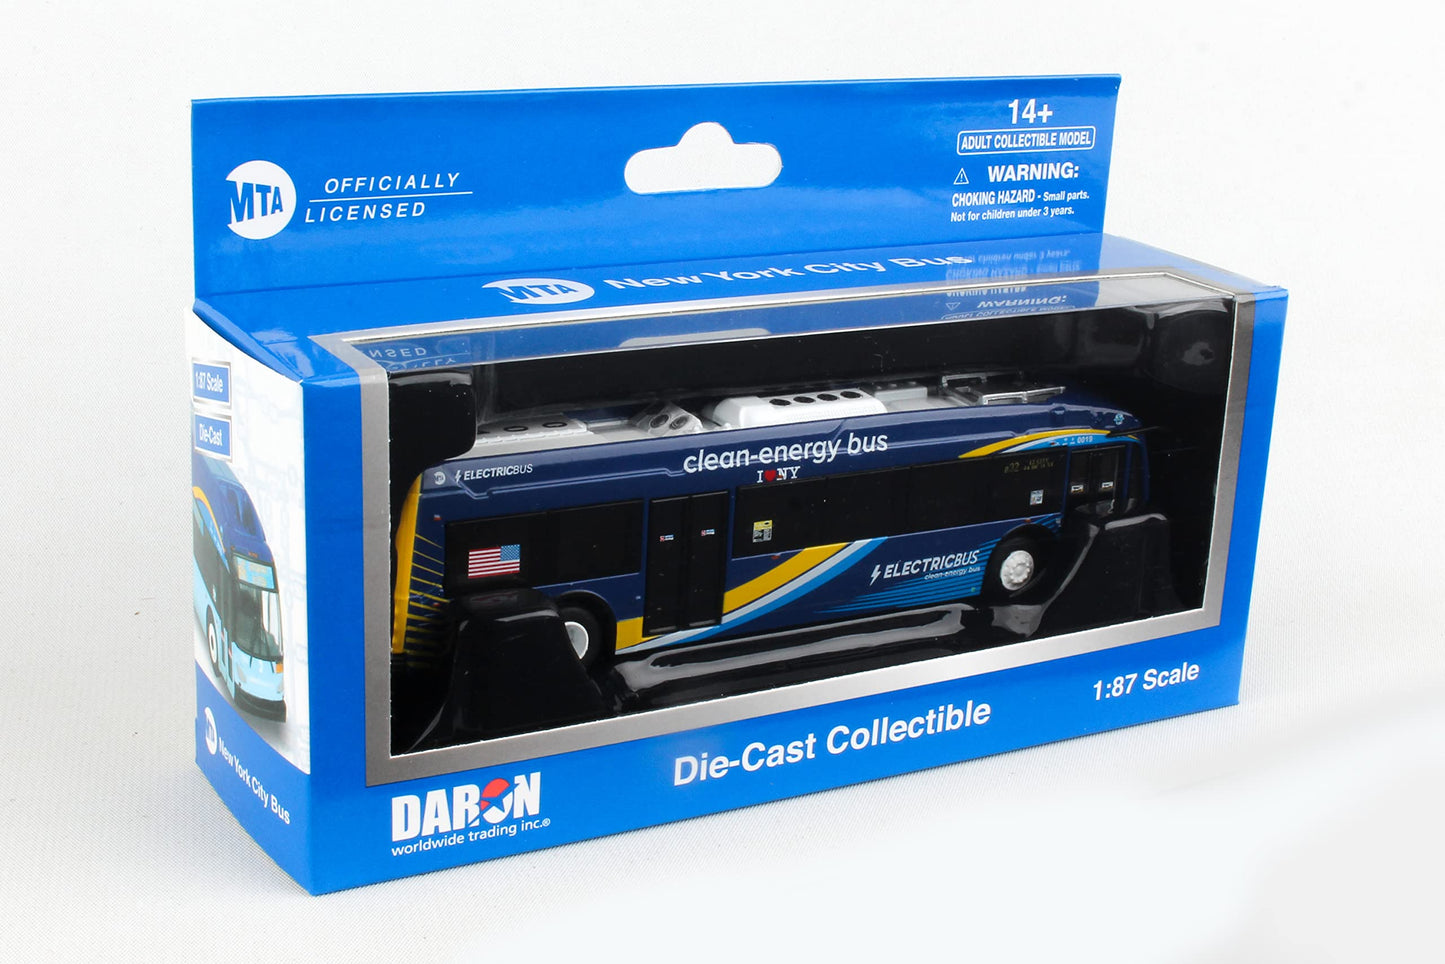 14+
ADULT COLLECTIBLE MODEL
WARNING:
CHOKING HAZARD - Small parts.
Not for children under 3 years.
MTA
OFFICIALLY
LICENSED
MTA New York City Bus
1:87 Scale
Die-Cast
clean-energy bus
I NY
ELECTRICBUS
0019
ELECTRICBUS
clean-energy bus
1:87 Scale
Die-Cast Collectible
MTA New York City Bus
DARON
worldwide trading inc.®